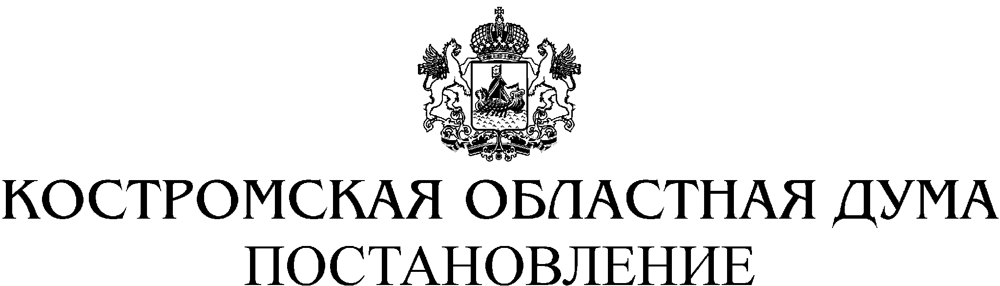 КОСТРОМСКАЯ ОБЛАСТНАЯ ДУМА
ПОСТАНОВЛЕНИЕ